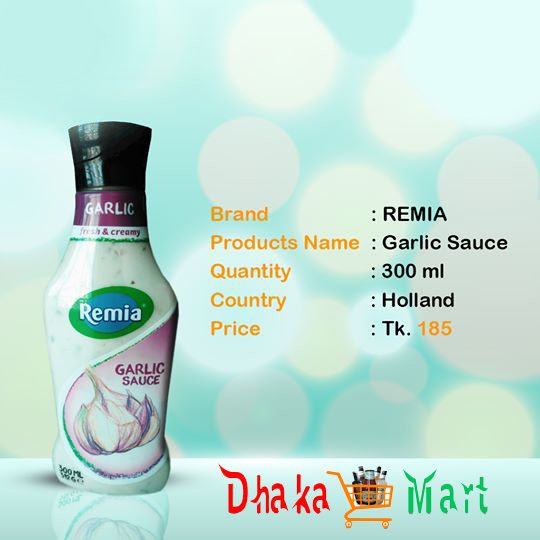 GARLIC
fresh & creamy
Remia
GARLIC
SAUCE
300 ML
Brand : REMIA
Products Name : Garlic Sauce
Quantity : 300 ml
Country : Holland
Price : Tk. 185
Dhaka Mart